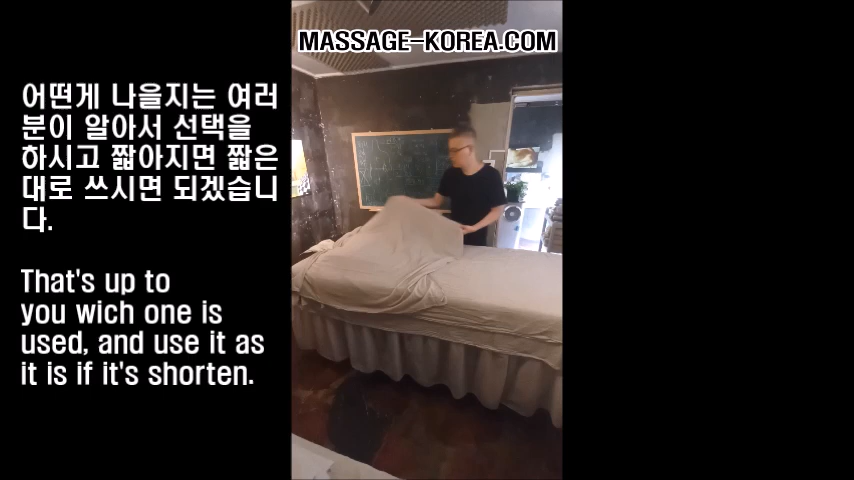 MASSAGE-KOREA.COM
어떤게 나을지는 여러
분이 알아서 선택을
하시고 짧아지면 짧은
대로 쓰시면 되겠습니
다.
That's up to
you wich one is
used, and use it as
it is if it's shorten.